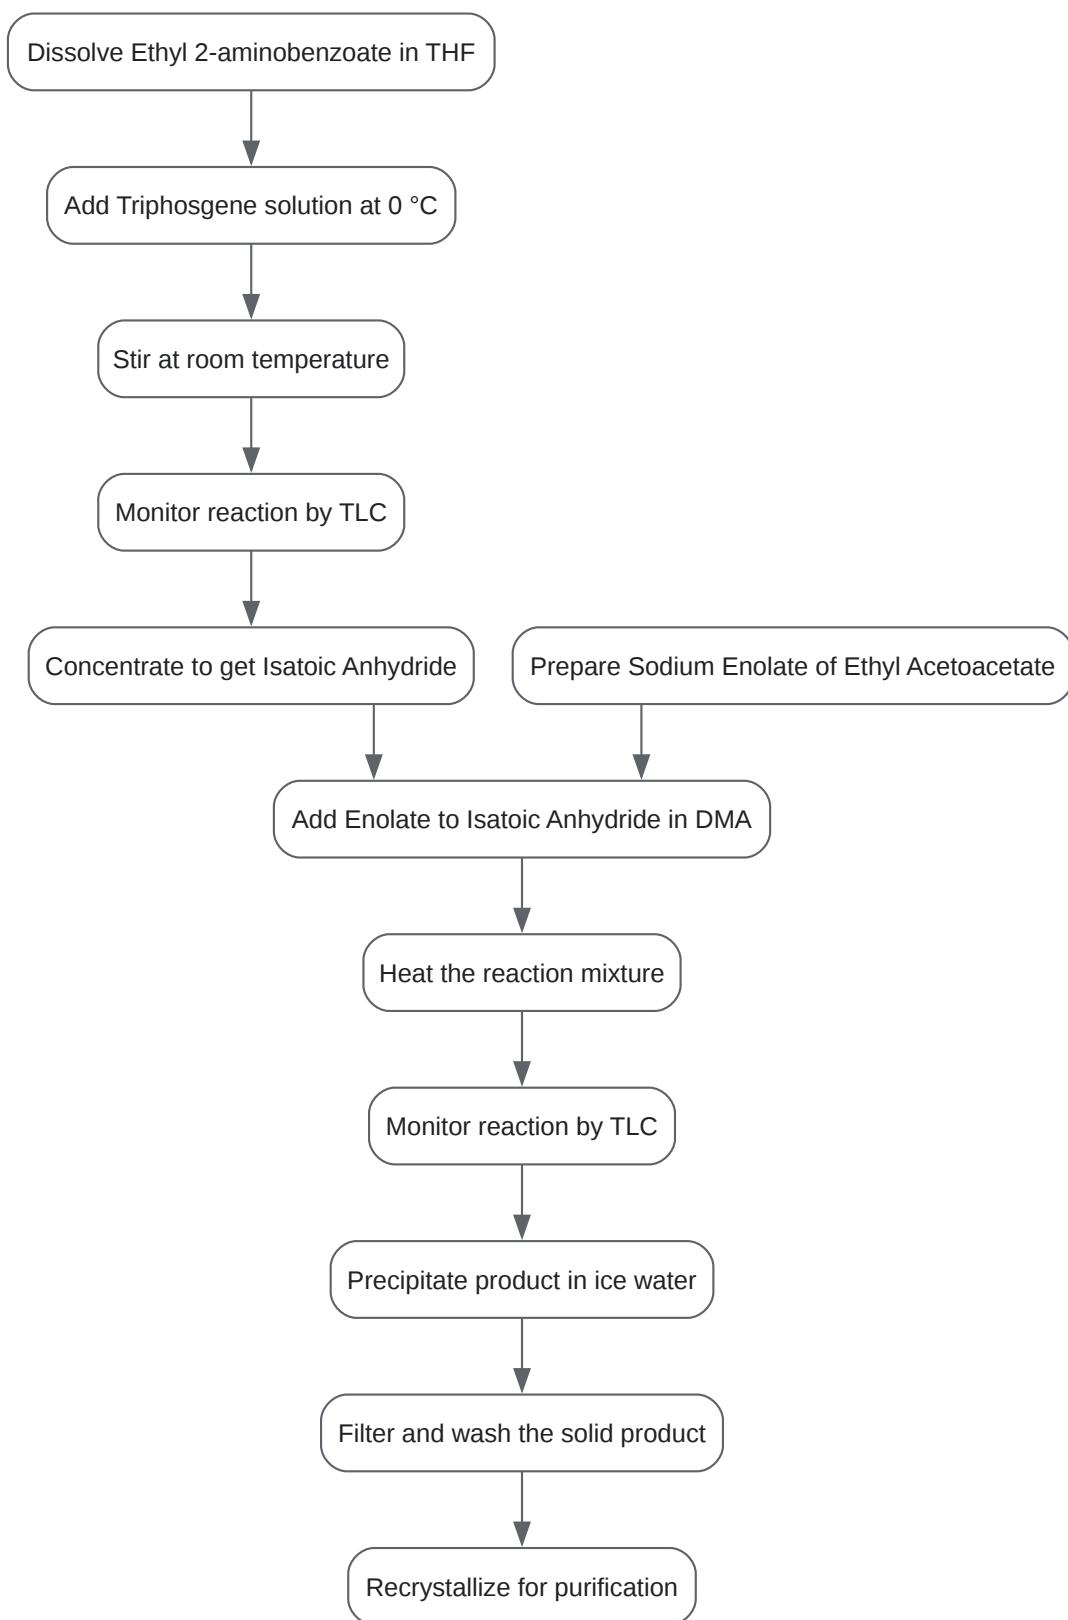 Dissolve Ethyl 2-aminobenzoate in THF
Add Triphosgene solution at 0 °C
Stir at room temperature
Monitor reaction by TLC
Concentrate to get Isatoic Anhydride
Prepare Sodium Enolate of Ethyl Acetoacetate
Add Enolate to Isatoic Anhydride in DMA
Heat the reaction mixture
Monitor reaction by TLC
Precipitate product in ice water
Filter and wash the solid product
Recrystallize for purification